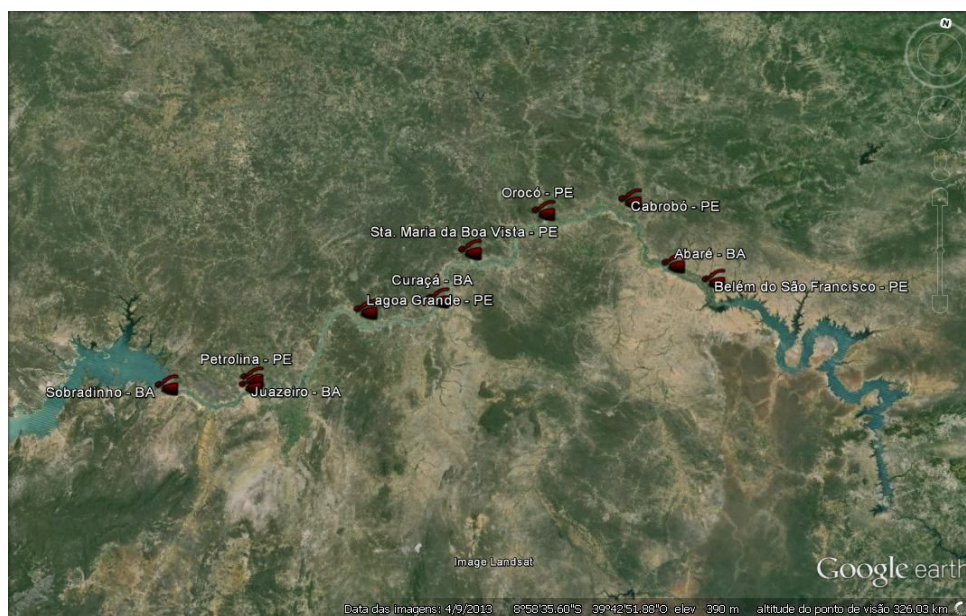 N
Orocó - PE
Cabrobó - PE
Sta. Maria da Boa Vista - PE
Abaré - BA
Curaçá - BA
Belém do São Francisco - PE
Lagoa Grande - PE
Petrolina - PE
Sobradinho - BA
Juazeiro - BA
Image Landsat
Google earth
Data das imagens: 4/9/2013 8°58'35.60"S 39°42'51.88"O elev 390 m altitude do ponto de visão 326.03 km